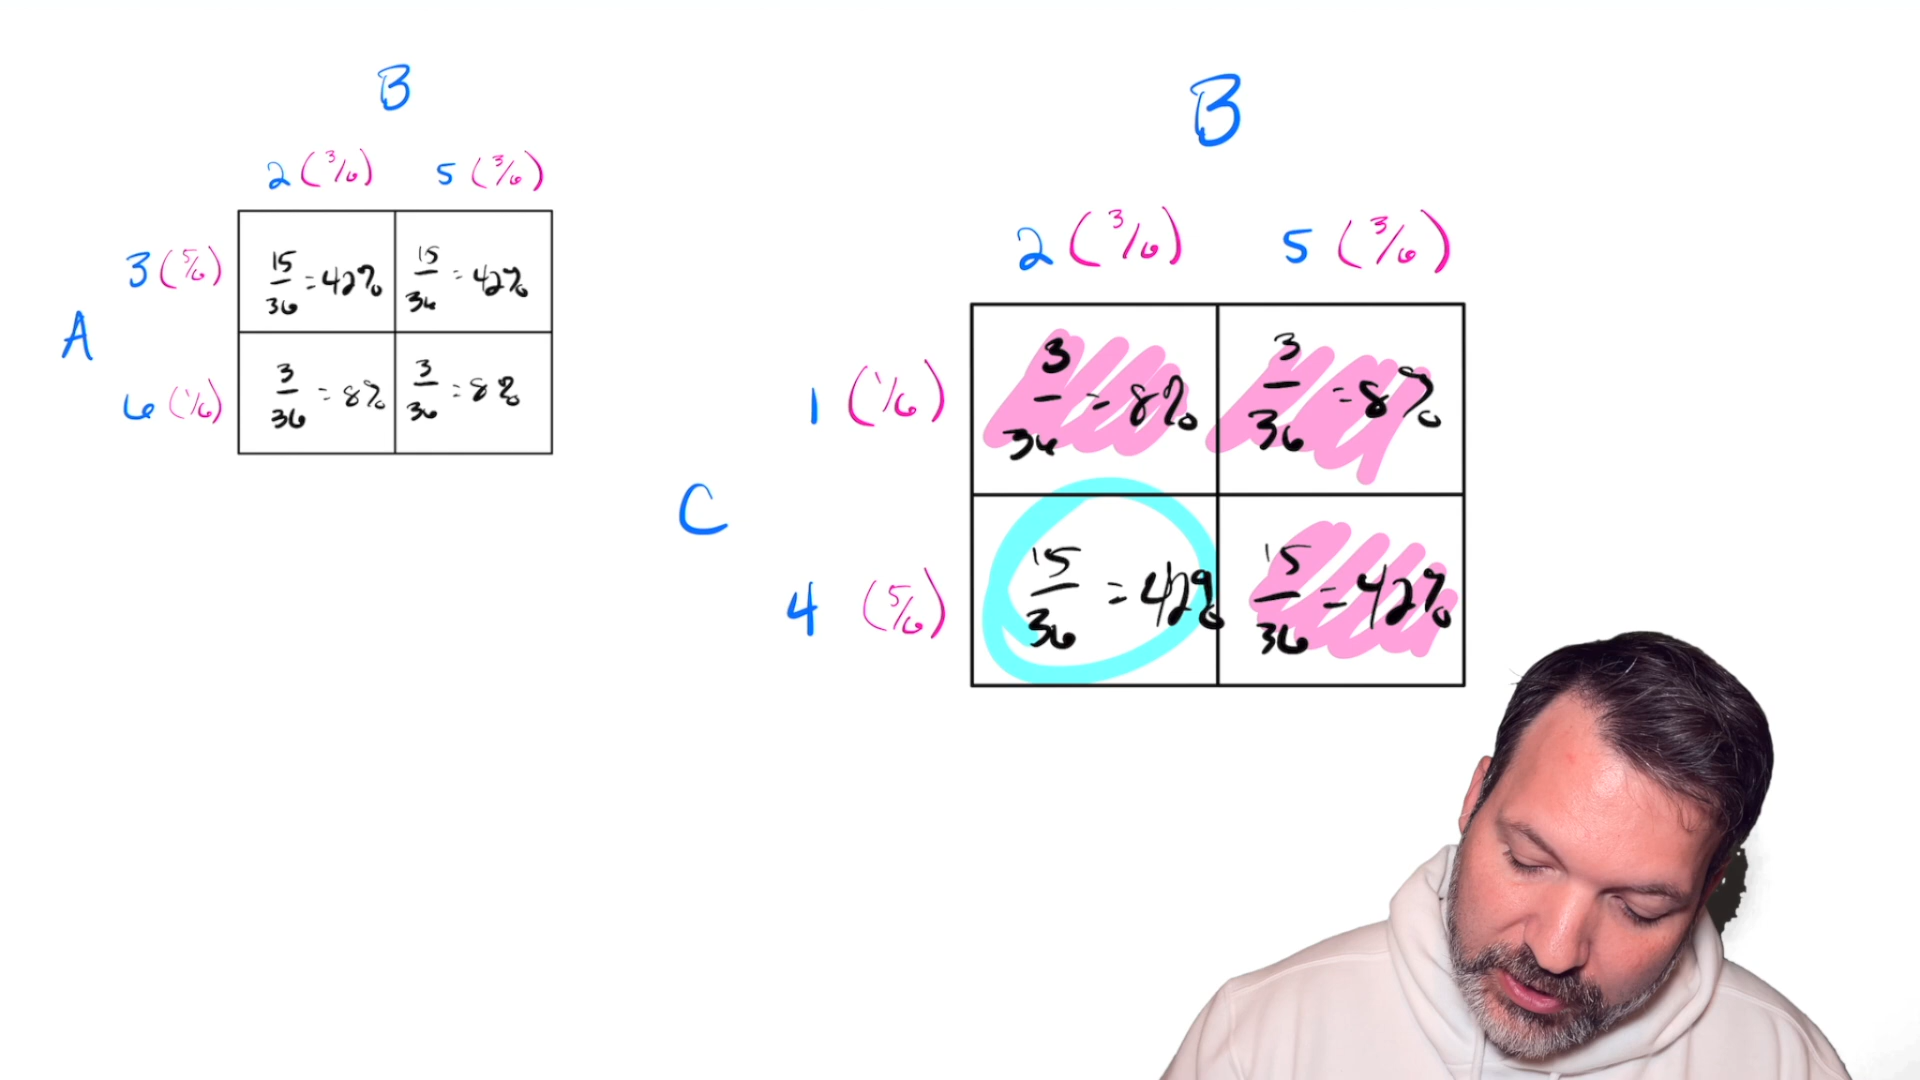 B
2 (3/6) 5 (3/6)
A
3 (5/6) 15/36 = 42% 15/36 = 42%
6 (1/6) 3/36 = 8% 3/36 = 8%
B
2 (3/6) 5 (3/6)
C
1 (1/6) 3/36 = 8% 3/36 = 8%
4 (5/6) 15/36 = 42% 15/36 = 42%